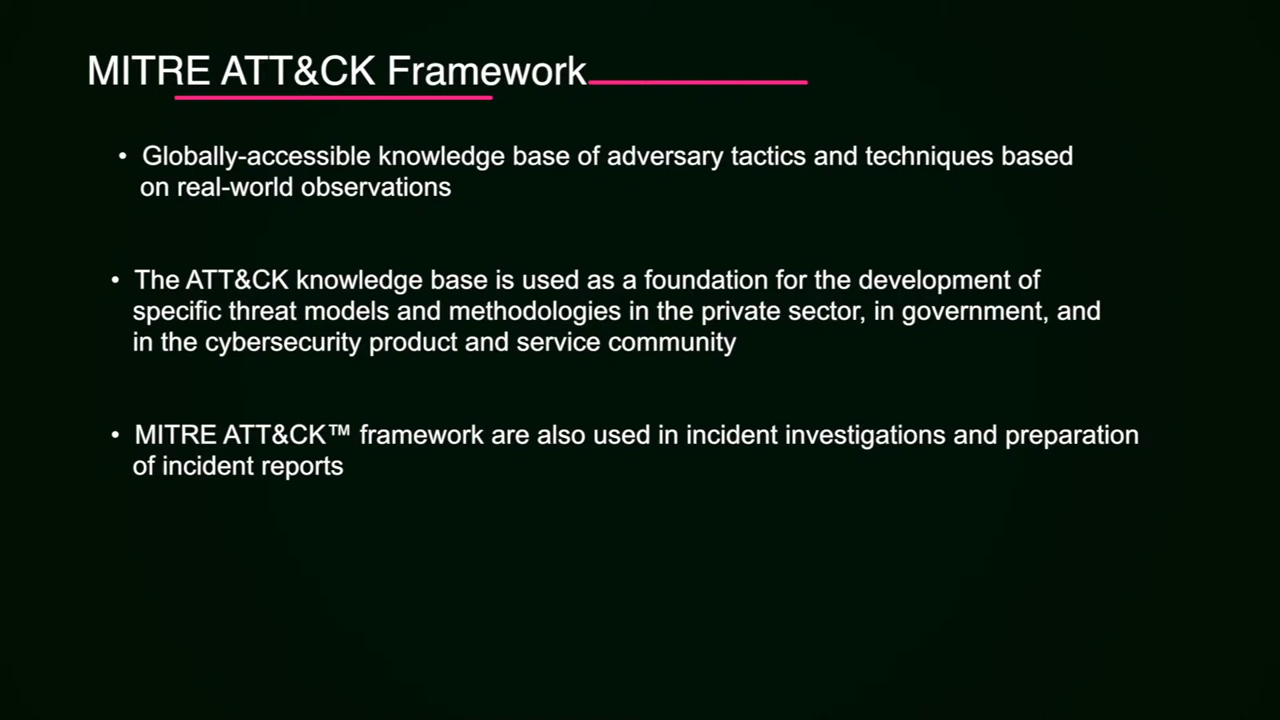 MITRE ATT&CK Framework
• Globally-accessible knowledge base of adversary tactics and techniques based
on real-world observations
• The ATT&CK knowledge base is used as a foundation for the development of
specific threat models and methodologies in the private sector, in government, and
in the cybersecurity product and service community
• MITRE ATT&CK™ framework are also used in incident investigations and preparation
of incident reports